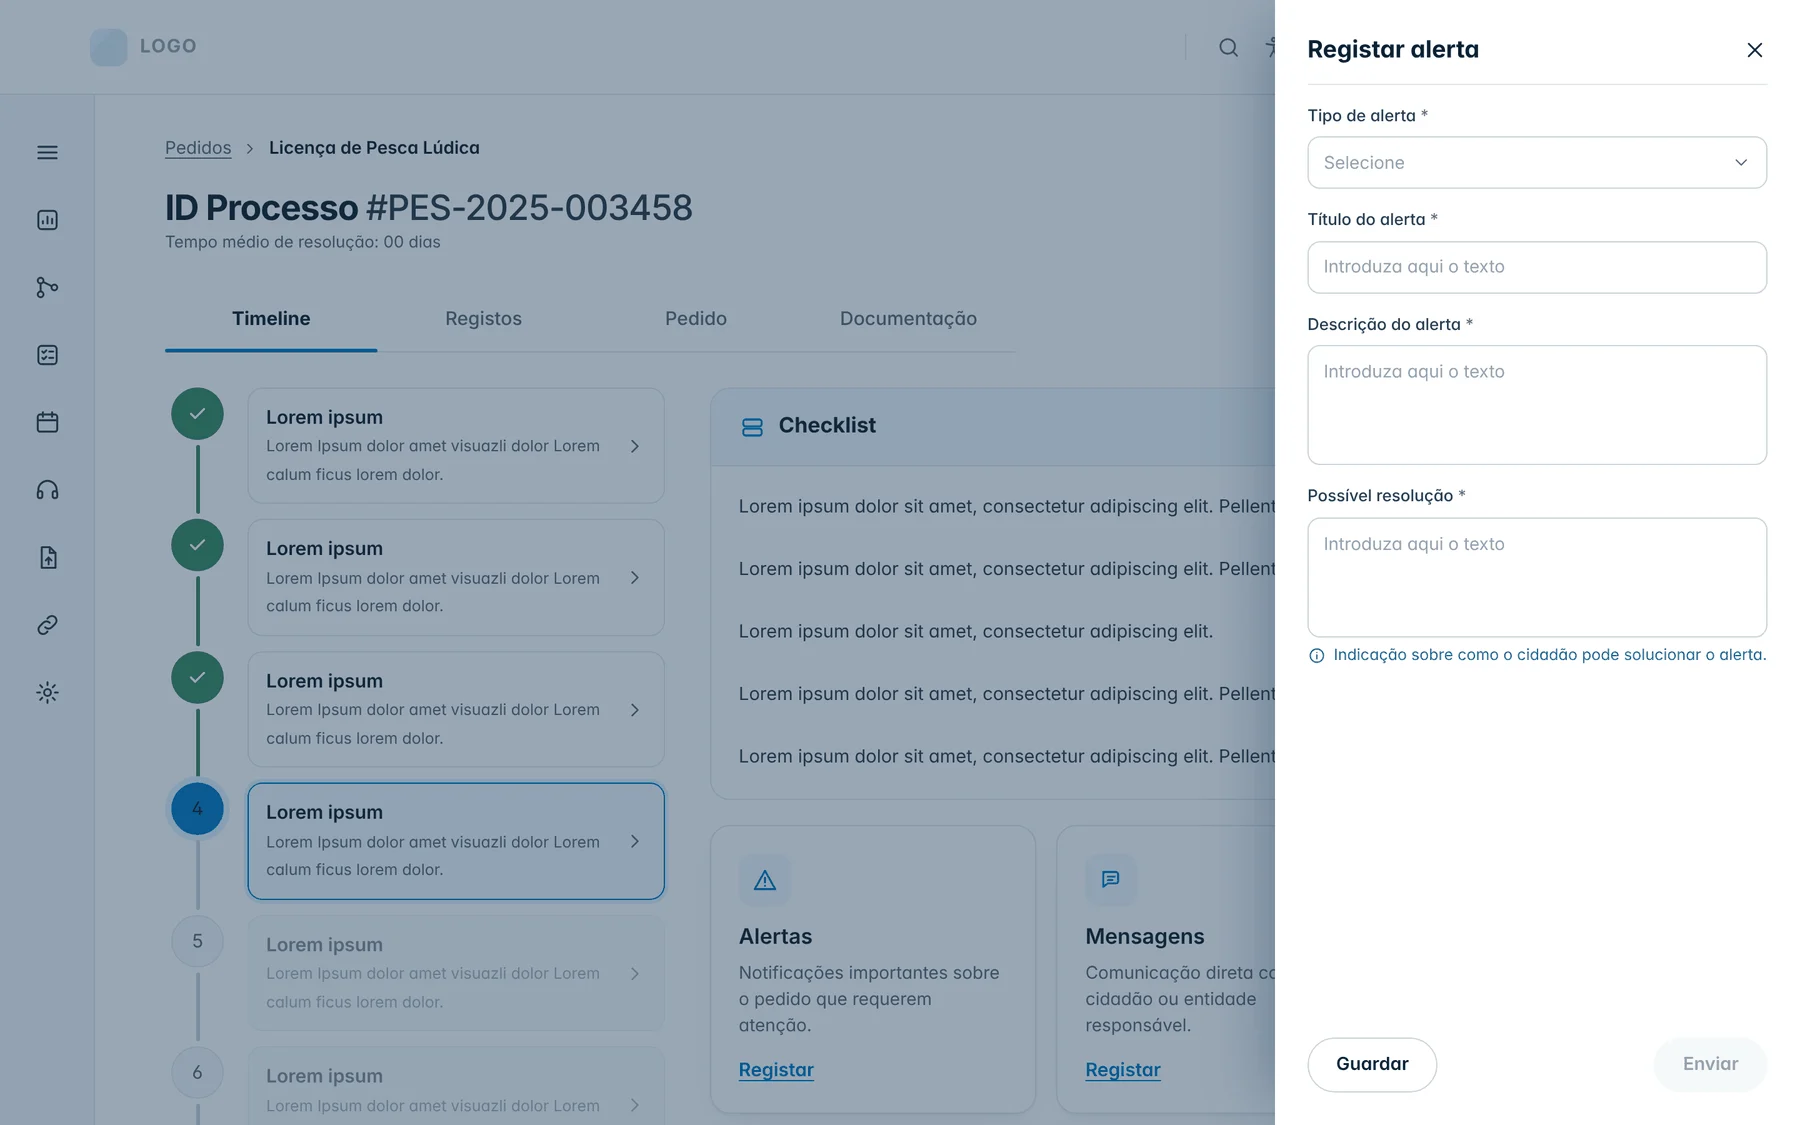 LOGO
Pedidos
Licença de Pesca Lúdica
ID Processo #PES-2025-003458
Tempo médio de resolução: 00 dias
Timeline
Registos
Pedido
Documentação
Lorem ipsum
Lorem Ipsum dolor amet visuazli dolor Lorem
calum ficus lorem dolor.
Lorem ipsum
Lorem Ipsum dolor amet visuazli dolor Lorem
calum ficus lorem dolor.
Lorem ipsum
Lorem Ipsum dolor amet visuazli dolor Lorem
calum ficus lorem dolor.
4
Lorem ipsum
Lorem Ipsum dolor amet visuazli dolor Lorem
calum ficus lorem dolor.
5
Lorem ipsum
Lorem Ipsum dolor amet visuazli dolor Lorem
calum ficus lorem dolor.
6
Lorem ipsum
Lorem Ipsum dolor amet visuazli dolor Lorem
Checklist
Lorem ipsum dolor sit amet, consectetur adipiscing elit. Pellent
Lorem ipsum dolor sit amet, consectetur adipiscing elit. Pellent
Lorem ipsum dolor sit amet, consectetur adipiscing elit.
Lorem ipsum dolor sit amet, consectetur adipiscing elit. Pellent
Lorem ipsum dolor sit amet, consectetur adipiscing elit. Pellent
Alertas
Notificações importantes sobre
o pedido que requerem
atenção.
Registar
Mensagens
Comunicação direta co
cidadão ou entidade
responsável.
Registar
Registar alerta
Tipo de alerta *
Selecione
Título do alerta *
Introduza aqui o texto
Descrição do alerta *
Introduza aqui o texto
Possível resolução *
Introduza aqui o texto
Indicação sobre como o cidadão pode solucionar o alerta.
Guardar
Enviar